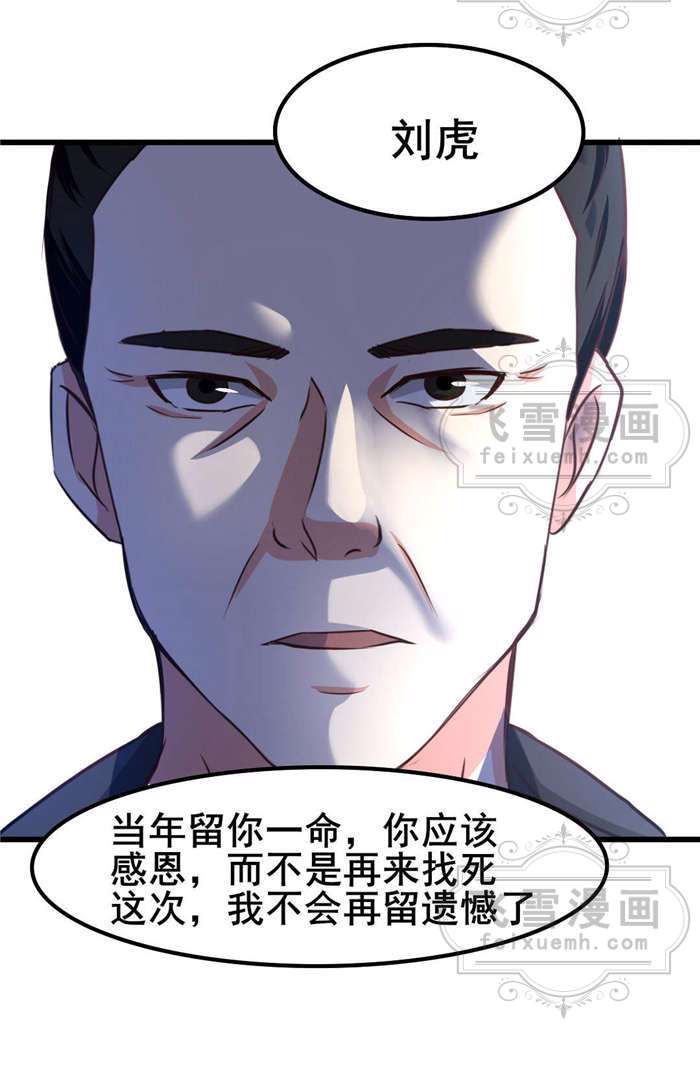 刘虎
飞雪漫画
feixuemh.com
当年留你一命，你应该
感恩，而不是再来找死
这次，我不会再留遗憾了
飞雪漫画
feixuemh.com